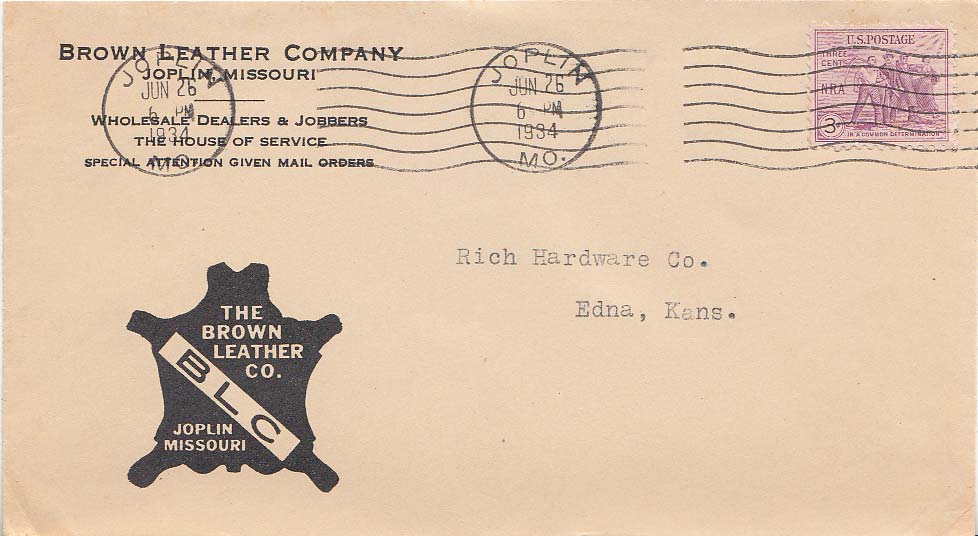 BROWN LEATHER COMPANY
JOPLIN, MISSOURI
WHOLESALE DEALERS & JOBBERS
THE HOUSE OF SERVICE
SPECIAL ATTENTION GIVEN MAIL ORDERS
JOPLIN
JUN 26
6 PM
1934
MO.
JOPLIN
JUN 26
6 PM
1934
MO.
U.S. POSTAGE
THREE
CENTS
NRA
3¢
IN A COMMON DETERMINATION
Rich Hardware Co.
Edna, Kans.
THE
BROWN
LEATHER
CO.
BLC
JOPLIN
MISSOURI